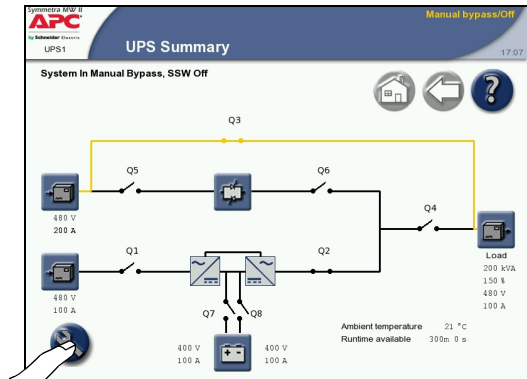 Symmetra MW II
APC
by Schneider Electric
UPS1
UPS Summary
Manual bypass/Off
17:07
System In Manual Bypass, SSW Off
Q3
Q5
Q6
480 V
200 A
Q4
Load
200 kVA
150 %
480 V
100 A
Q1
Q2
480 V
100 A
Q7
Q8
400 V
100 A
400 V
100 A
Ambient temperature 21 °C
Runtime available 300m 0 s